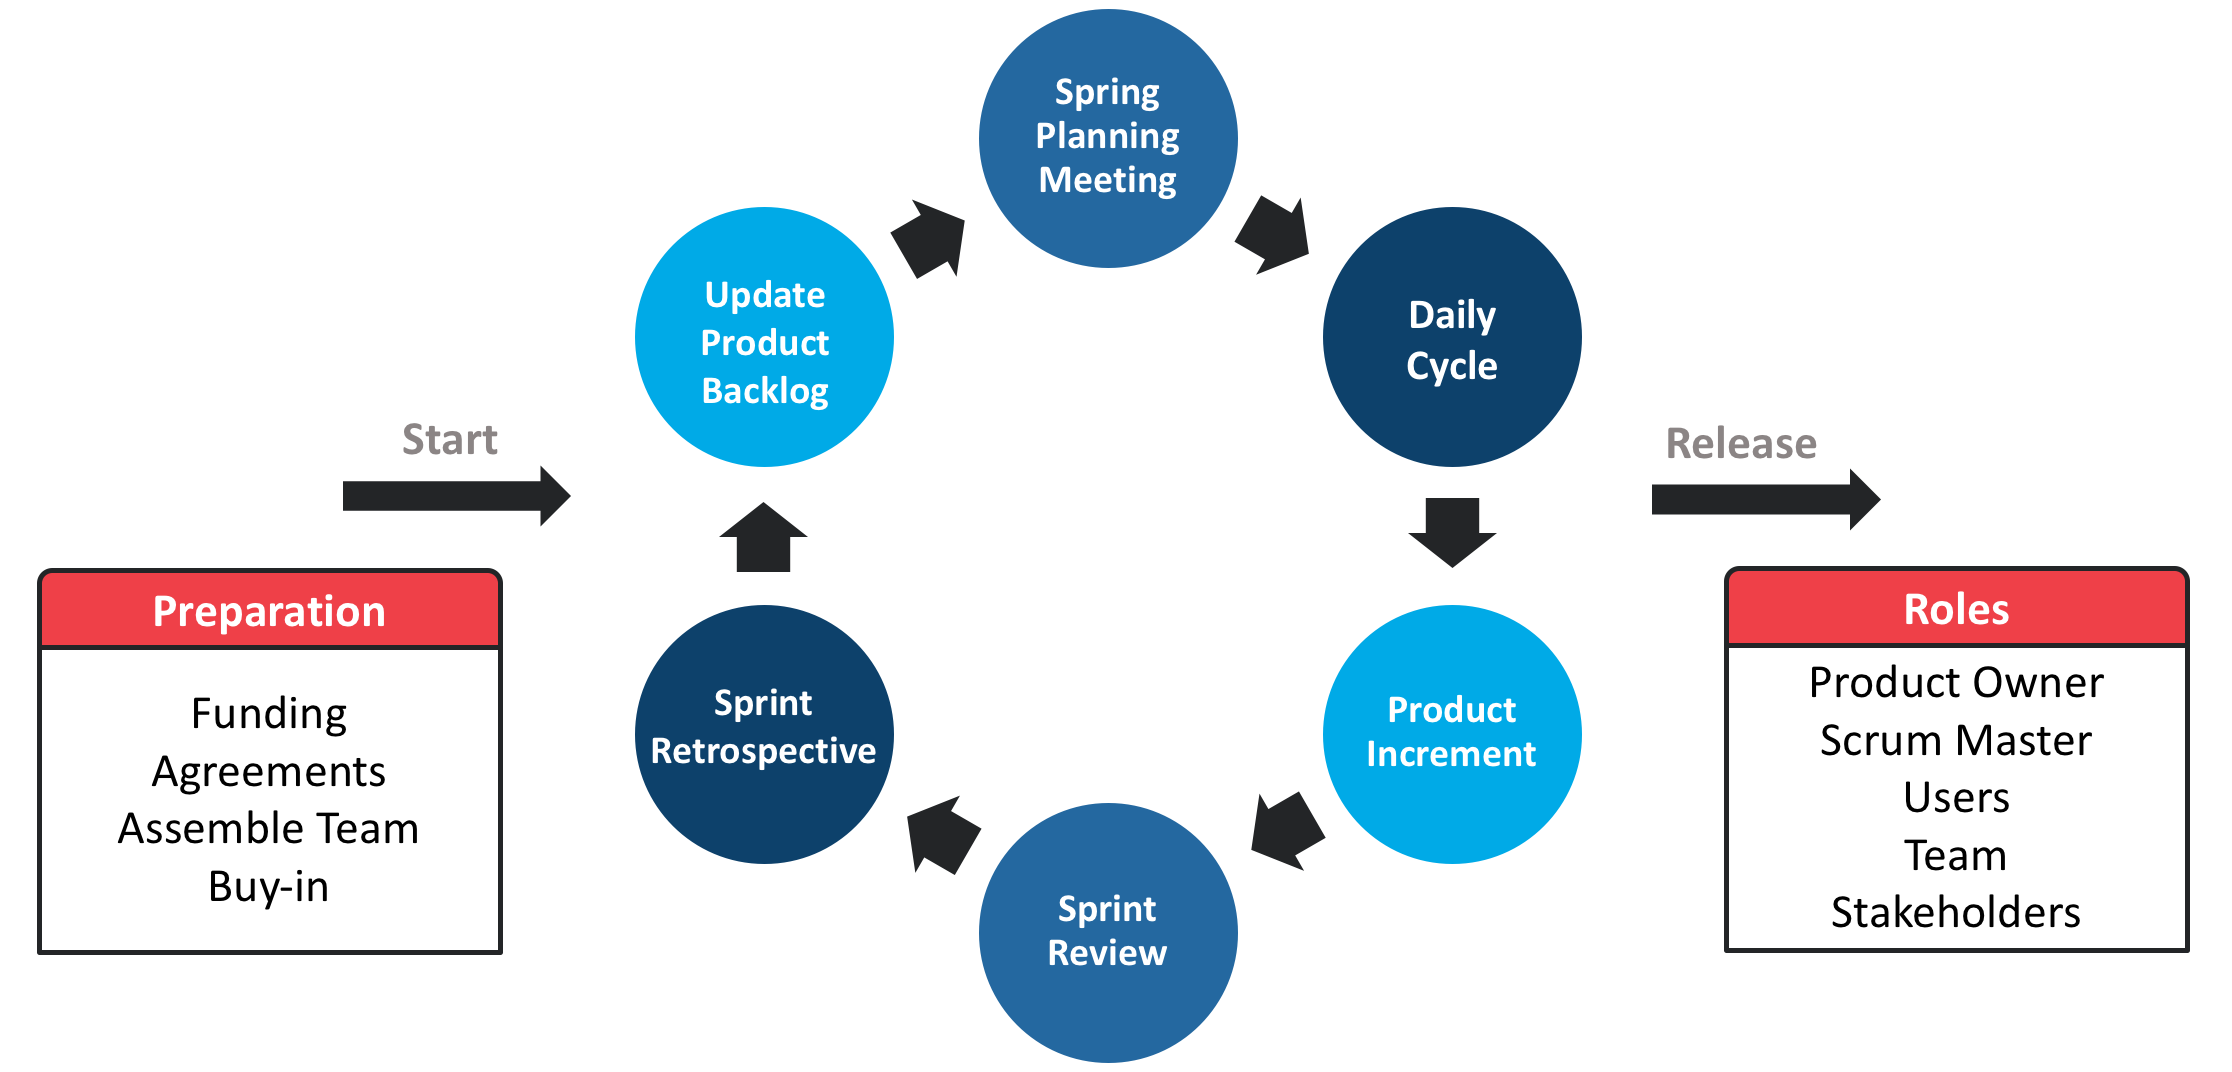 Spring
Planning
Meeting
Update
Product
Backlog
Daily
Cycle
Start
Release
Preparation
Funding
Agreements
Assemble Team
Buy-in
Sprint
Retrospective
Product
Increment
Sprint
Review
Roles
Product Owner
Scrum Master
Users
Team
Stakeholders